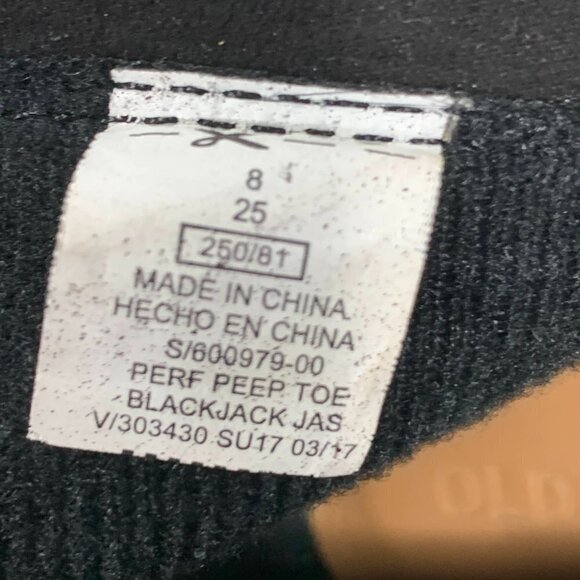 8
25
250/81
MADE IN CHINA
HECHO EN CHINA
S/600979-00
PERF PEEP TOE
BLACKJACK JAS
V/303430 SU17 03/17